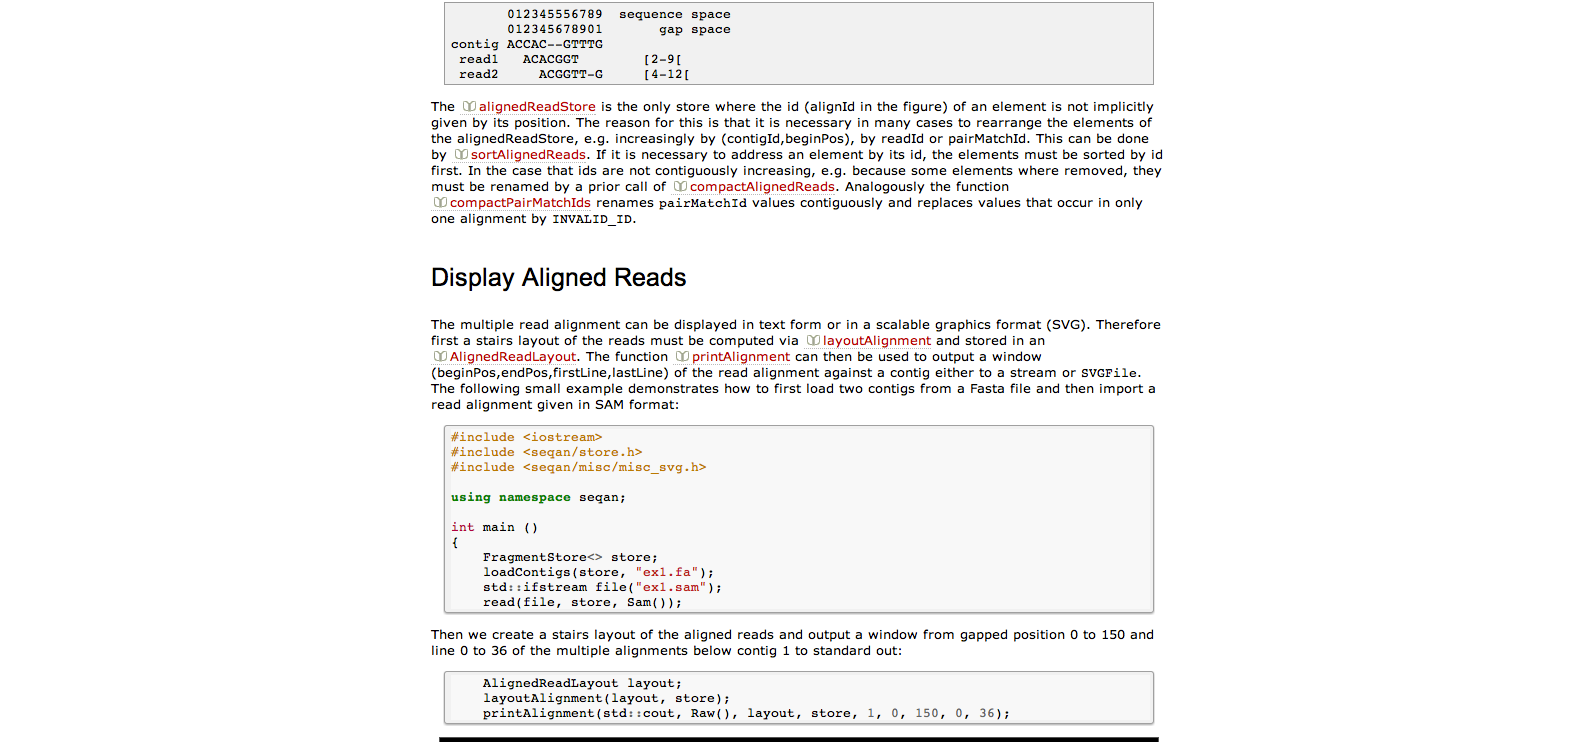 012345556789  sequence space
       012345678901       gap space
contig ACCAC--GTTTG
 read1   ACACGGT        [2-9[
 read2     ACGGTT-G     [4-12[
The alignedReadStore is the only store where the id (alignId in the figure) of an element is not implicitly
given by its position. The reason for this is that it is necessary in many cases to rearrange the elements of
the alignedReadStore, e.g. increasingly by (contigId,beginPos), by readId or pairMatchId. This can be done
by sortAlignedReads. If it is necessary to address an element by its id, the elements must be sorted by id
first. In the case that ids are not contiguously increasing, e.g. because some elements where removed, they
must be renamed by a prior call of compactAlignedReads. Analogously the function
compactPairMatchIds renames pairMatchId values contiguously and replaces values that occur in only
one alignment by INVALID_ID.
Display Aligned Reads
The multiple read alignment can be displayed in text form or in a scalable graphics format (SVG). Therefore
first a stairs layout of the reads must be computed via layoutAlignment and stored in an
AlignedReadLayout. The function printAlignment can then be used to output a window
(beginPos,endPos,firstLine,lastLine) of the read alignment against a contig either to a stream or SVGFile.
The following small example demonstrates how to first load two contigs from a Fasta file and then import a
read alignment given in SAM format:
#include <iostream>
#include <seqan/store.h>
#include <seqan/misc/misc_svg.h>
using namespace seqan;
int main ()
{
    FragmentStore<> store;
    loadContigs(store, "ex1.fa");
    std::ifstream file("ex1.sam");
    read(file, store, Sam());
Then we create a stairs layout of the aligned reads and output a window from gapped position 0 to 150 and
line 0 to 36 of the multiple alignments below contig 1 to standard out:
    AlignedReadLayout layout;
    layoutAlignment(layout, store);
    printAlignment(std::cout, Raw(), layout, store, 1, 0, 150, 0, 36);